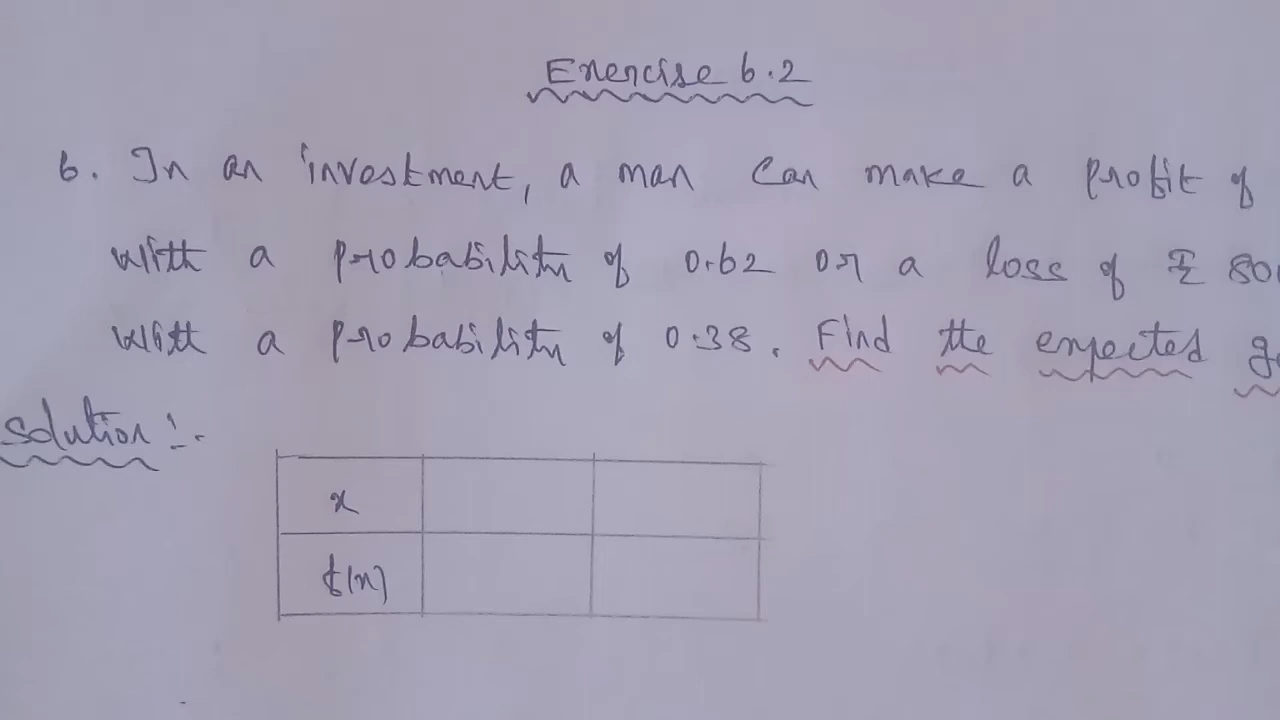 Exercise 6.2
6. In an investment, a man can make a profit of
with a probability of 0.62 or a loss of ₹
with a probability of 0.38. Find the expected
Solution :-
x
f(x)